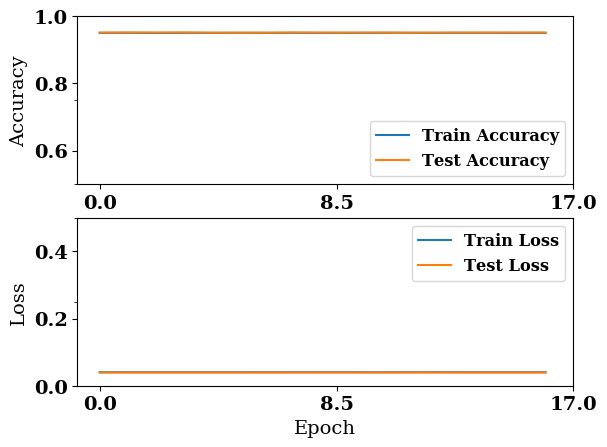 1.0
0.8
0.6
Accuracy
Train Accuracy
Test Accuracy
0.0 8.5 17.0
0.4
0.2
0.0
Loss
Train Loss
Test Loss
0.0 8.5 17.0
Epoch